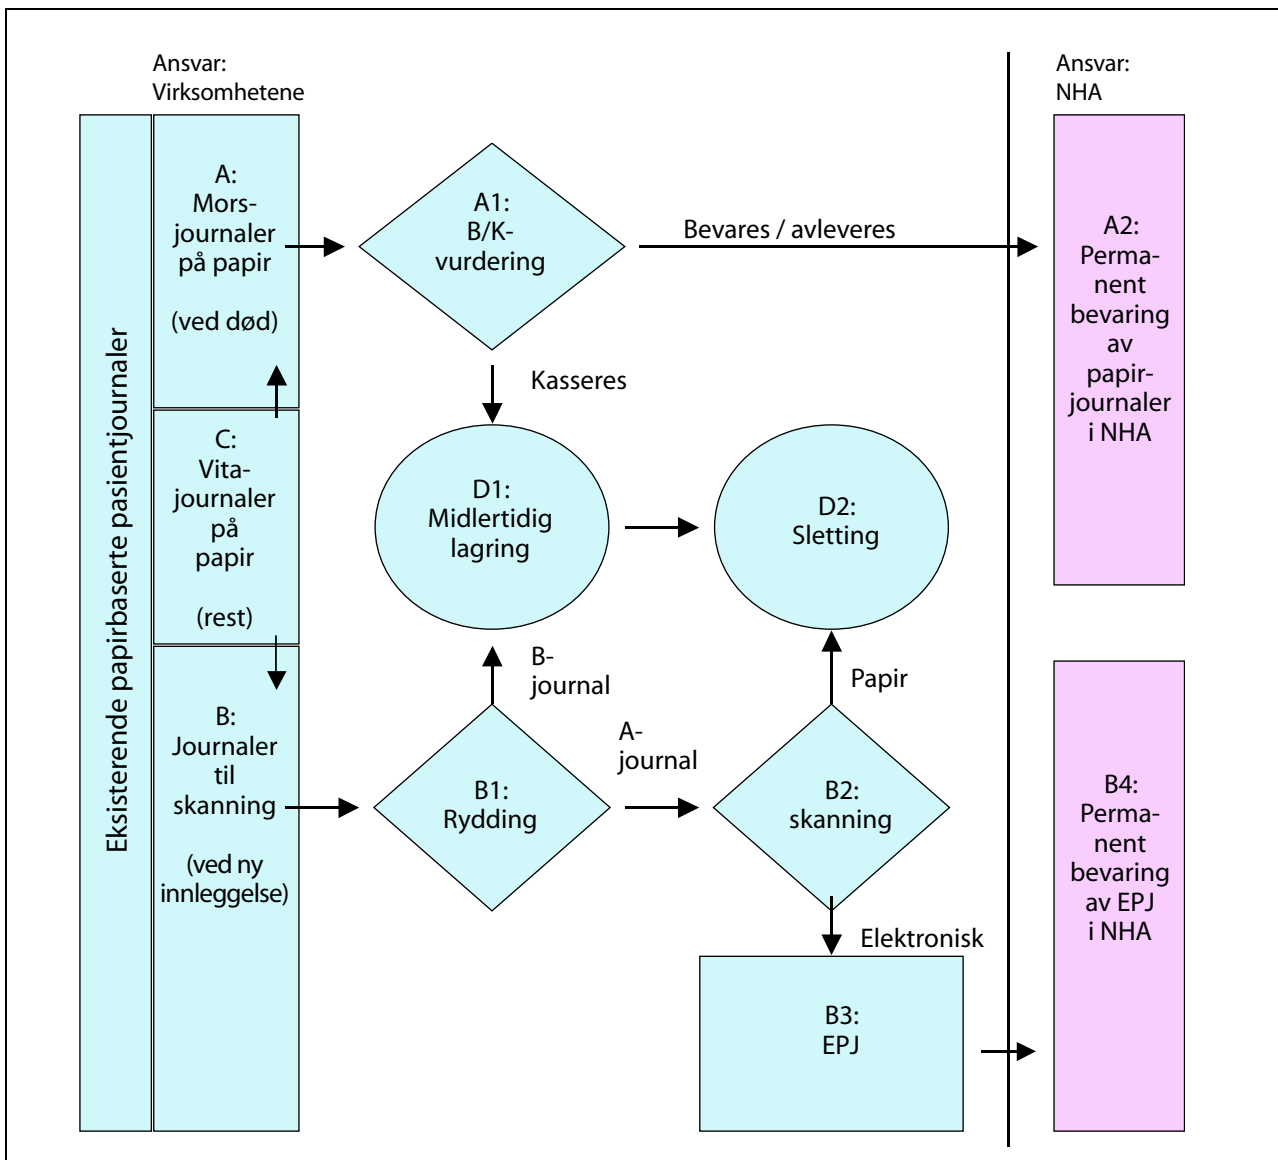 Ansvar:
Virksomhetene
Ansvar:
NHA
Eksisterende papirbaserte pasientjournaler
A:
Mors-
journaler
på papir
(ved død)
A1:
B/K-
vurdering
Bevares / avleveres
A2:
Perma-
nent
bevaring
av
papir-
journaler
i NHA
Kasseres
C:
Vita-
journaler
på
papir
(rest)
D1:
Midlertidig
lagring
D2:
Sletting
B-
journal
Papir
B:
Journaler
til
skanning
(ved ny
innleggelse)
B1:
Rydding
A-
journal
B2:
skanning
B4:
Perma-
nent
bevaring
av EPJ
i NHA
Elektronisk
B3:
EPJ